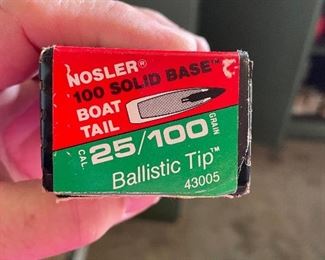 NOSLER®
100 SOLID BASE™
BOAT
TAIL
CAL 25/100 GRAIN
Ballistic Tip™
43005